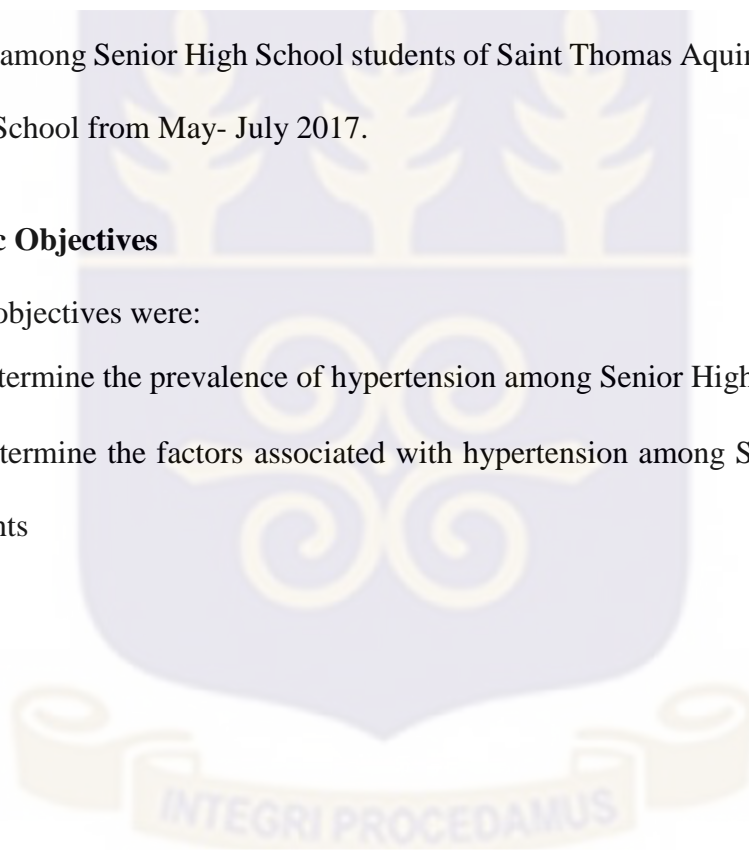 among Senior High School students of Saint Thomas Aquin
School from May- July 2017.
c Objectives
objectives were:
termine the prevalence of hypertension among Senior High
termine the factors associated with hypertension among S
nts
INTEGRI PROCEDAMUS